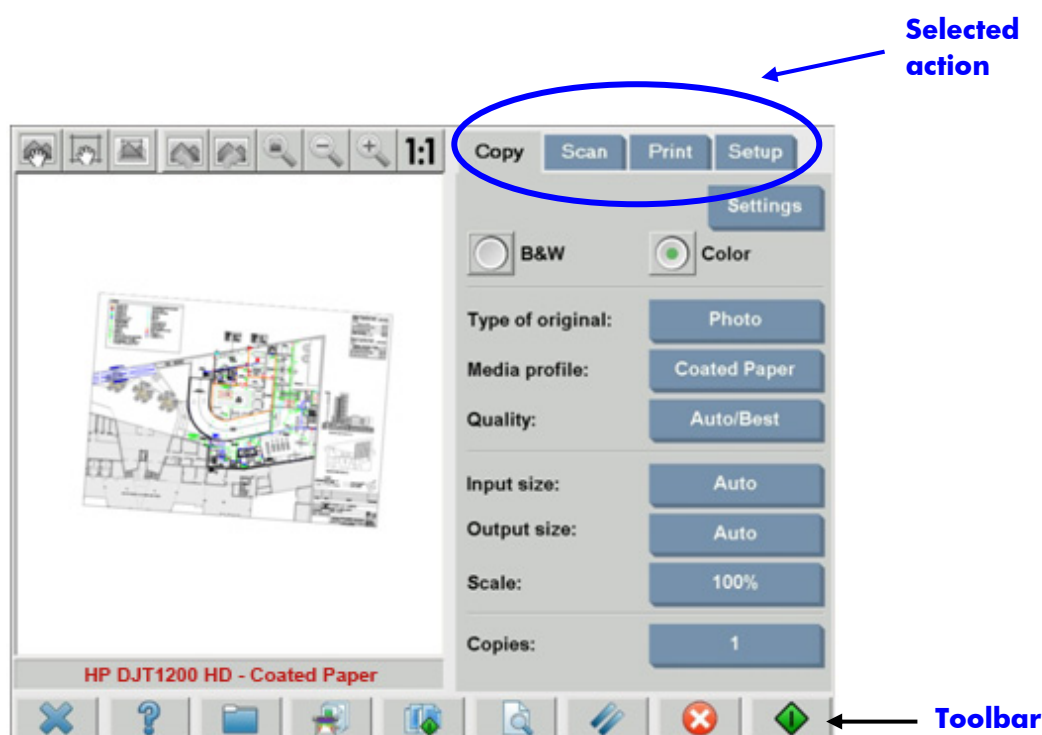 Selected
action
1:1
Copy Scan Print Setup
Settings
B&W Color
Type of original: Photo
Media profile: Coated Paper
Quality: Auto/Best
Input size: Auto
Output size: Auto
Scale: 100%
Copies: 1
HP DJT1200 HD - Coated Paper
Toolbar